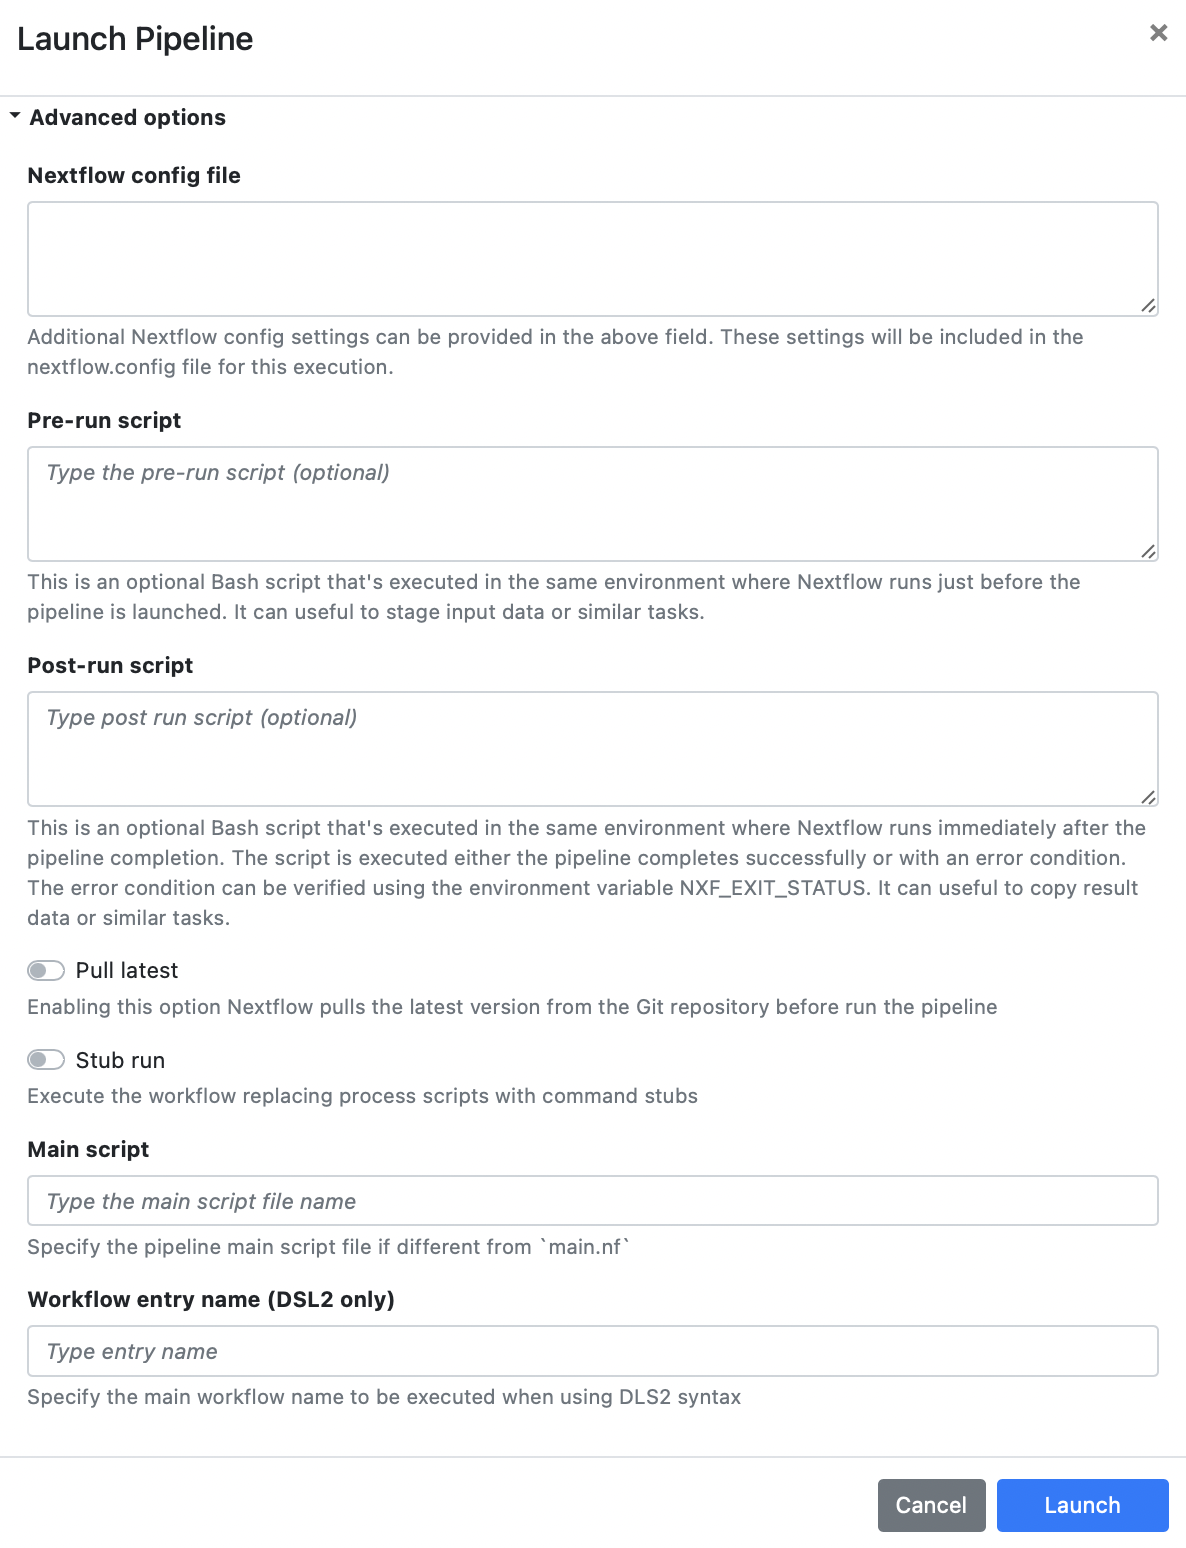 Launch Pipeline
Advanced options
Nextflow config file
Additional Nextflow config settings can be provided in the above field. These settings will be included in the
nextflow.config file for this execution.
Pre-run script
Type the pre-run script (optional)
This is an optional Bash script that's executed in the same environment where Nextflow runs just before the
pipeline is launched. It can useful to stage input data or similar tasks.
Post-run script
Type post run script (optional)
This is an optional Bash script that's executed in the same environment where Nextflow runs immediately after the
pipeline completion. The script is executed either the pipeline completes successfully or with an error condition.
The error condition can be verified using the environment variable NXF_EXIT_STATUS. It can useful to copy result
data or similar tasks.
Pull latest
Enabling this option Nextflow pulls the latest version from the Git repository before run the pipeline
Stub run
Execute the workflow replacing process scripts with command stubs
Main script
Type the main script file name
Specify the pipeline main script file if different from `main.nf`
Workflow entry name (DSL2 only)
Type entry name
Specify the main workflow name to be executed when using DLS2 syntax
Cancel Launch